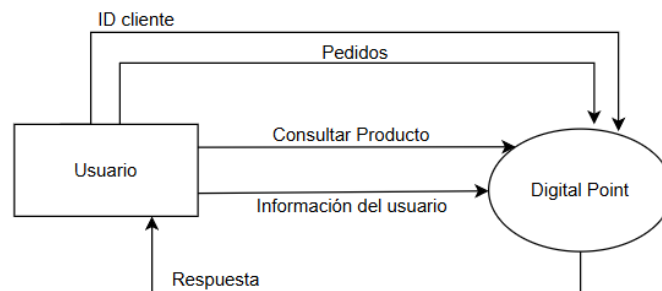 ID cliente
Pedidos
Consultar Producto
Usuario
Digital Point
Información del usuario
Respuesta